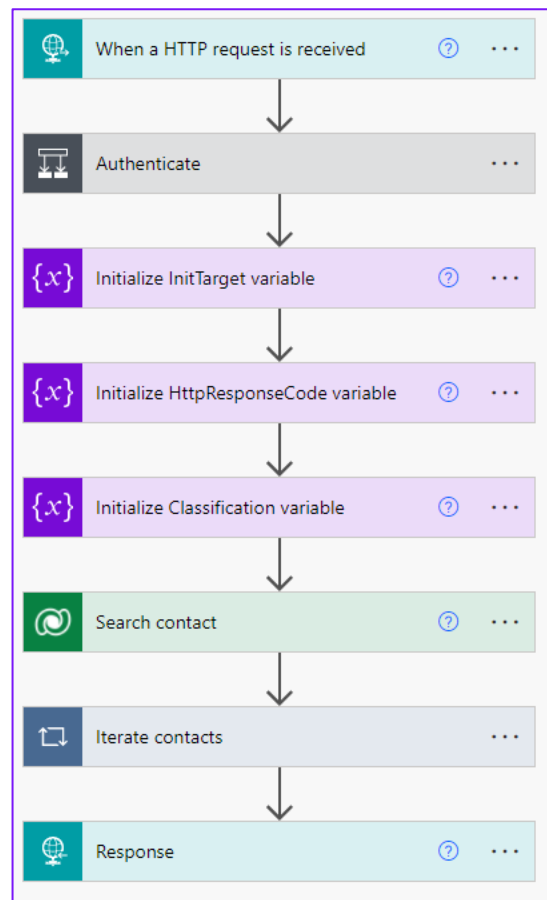 When a HTTP request is received
Authenticate
{x} Initialize InitTarget variable
{x} Initialize HttpResponseCode variable
{x} Initialize Classification variable
Search contact
Iterate contacts
Response